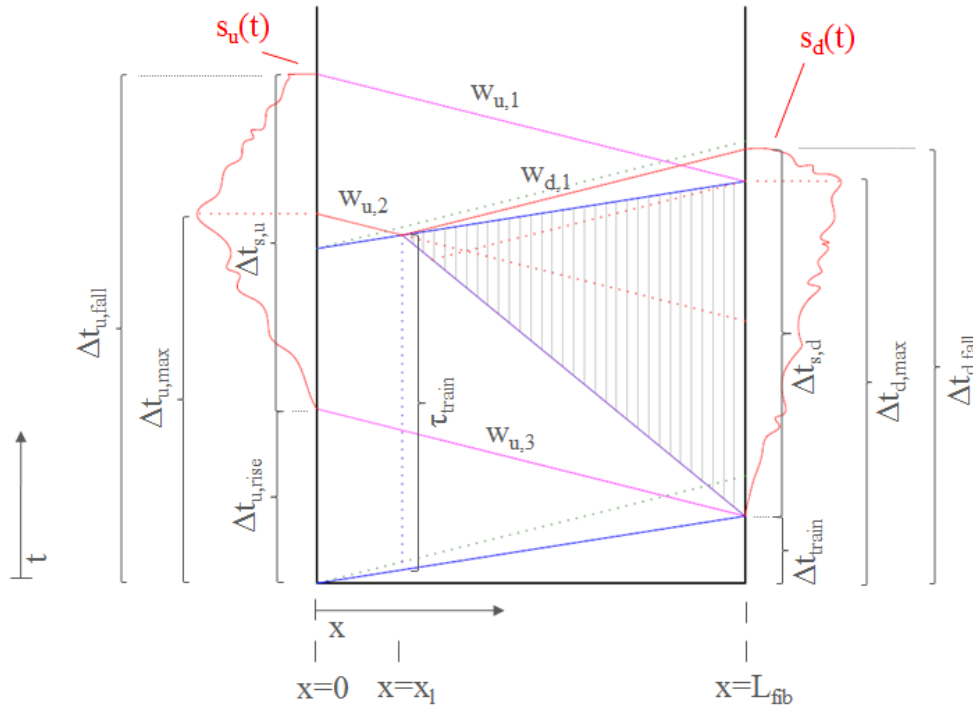 s_u(t)
s_d(t)
w_u,1
w_d,1
w_u,2
Δt_s,u
Δt_u,fall
Δt_s,d
Δt_d,fall
Δt_u,max
Δt_d,max
τ_train
w_u,3
Δt_u,rise
Δt_train
t
x
x=0
x=x_l
x=L_fib